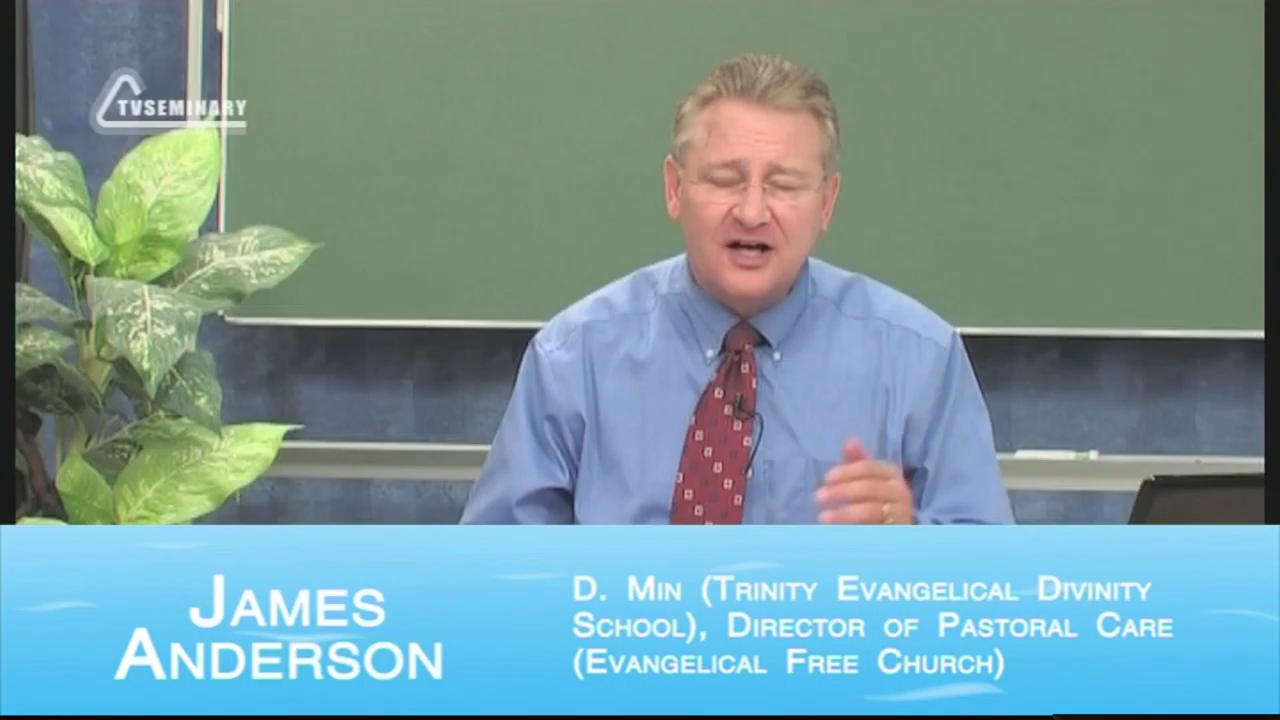 TVSEMINARY
JAMES
ANDERSON
D. MIN (TRINITY EVANGELICAL DIVINITY
SCHOOL), DIRECTOR OF PASTORAL CARE
(EVANGELICAL FREE CHURCH)